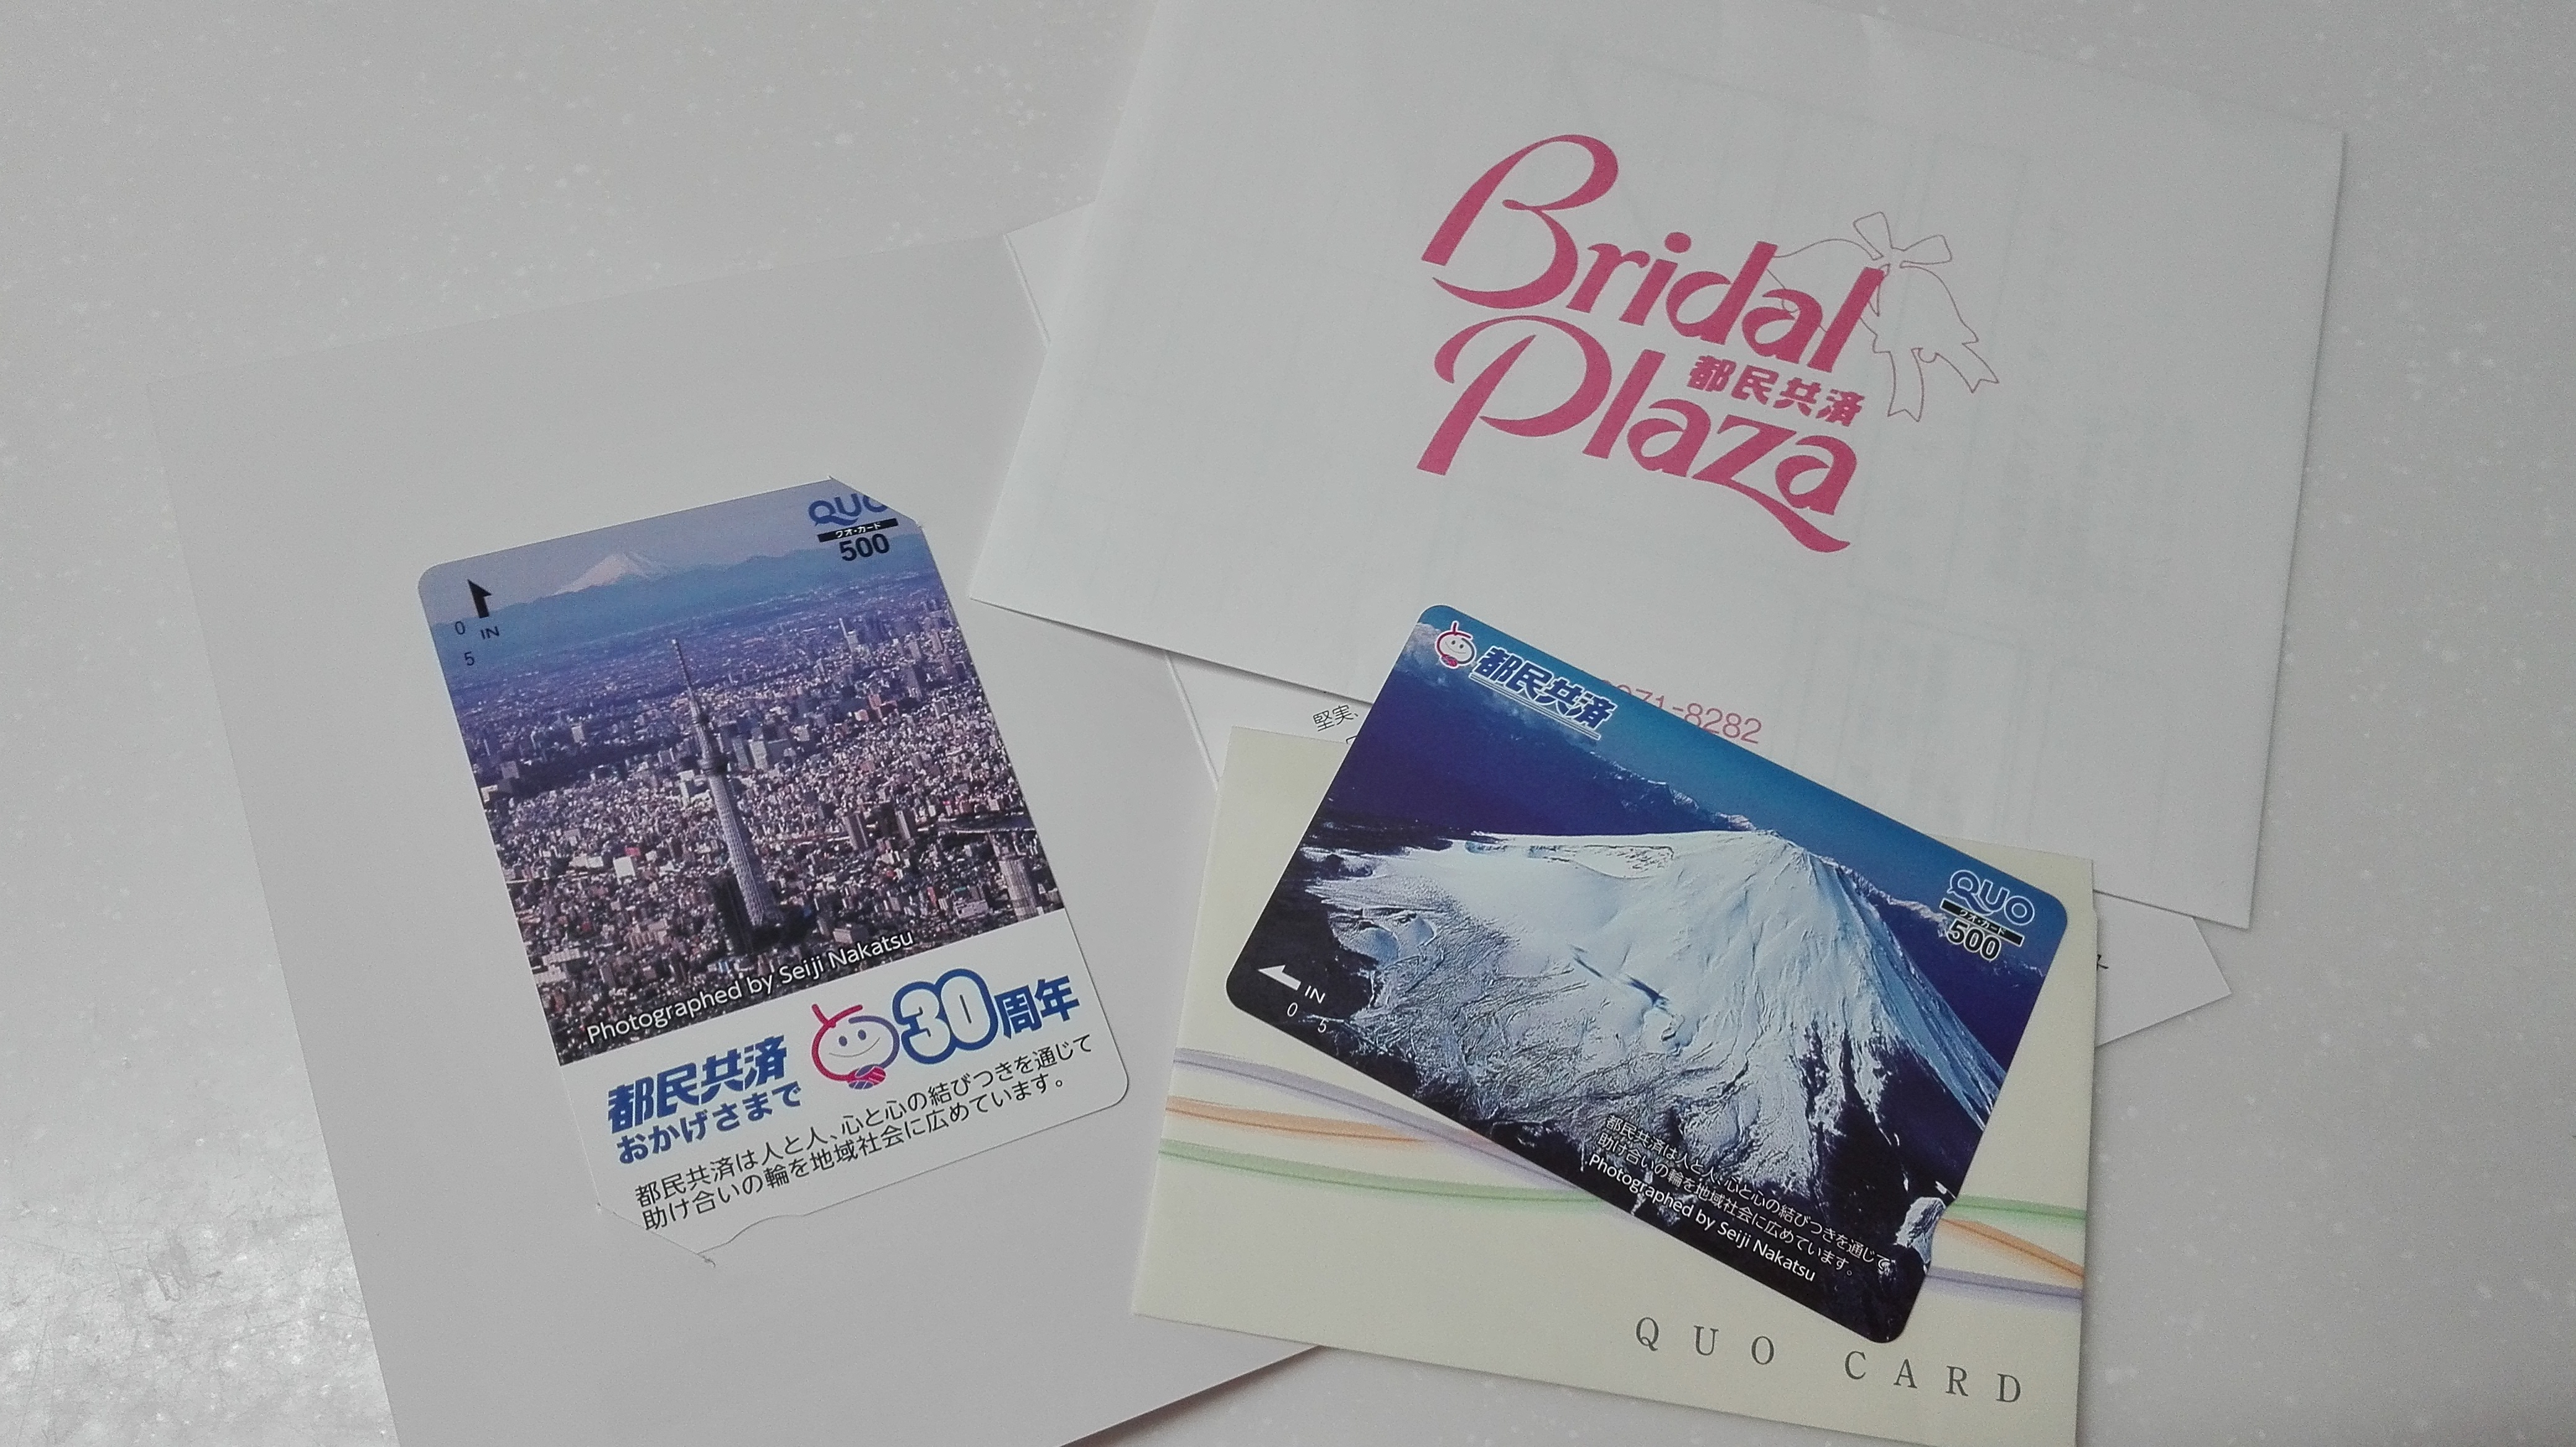 Bridal
都民共済
Plaza
71-8282
堅実
QUO
クオ・カード
500
0 IN
5
Photographed by Seiji Nakatsu
都民共済
おかげさまで
30周年
都民共済は人と人、心と心の結びつきを通じて
助け合いの輪を地域社会に広めています。
都民共済
QUO
クオ・カード
500
IN
0 5
都民共済は人と人、心と心の結びつきを通じて
助け合いの輪を地域社会に広めています。
Photographed by Seiji Nakatsu
QUO CARD